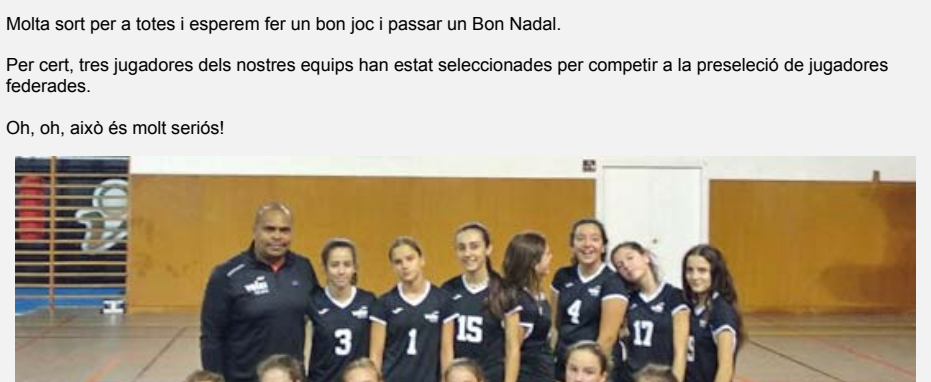 Molta sort per a totes i esperem fer un bon joc i passar un Bon Nadal.
Per cert, tres jugadores dels nostres equips han estat seleccionades per competir a la preseleció de jugadores
federades.
Oh, oh, això és molt seriós!
3
1
15
4
17